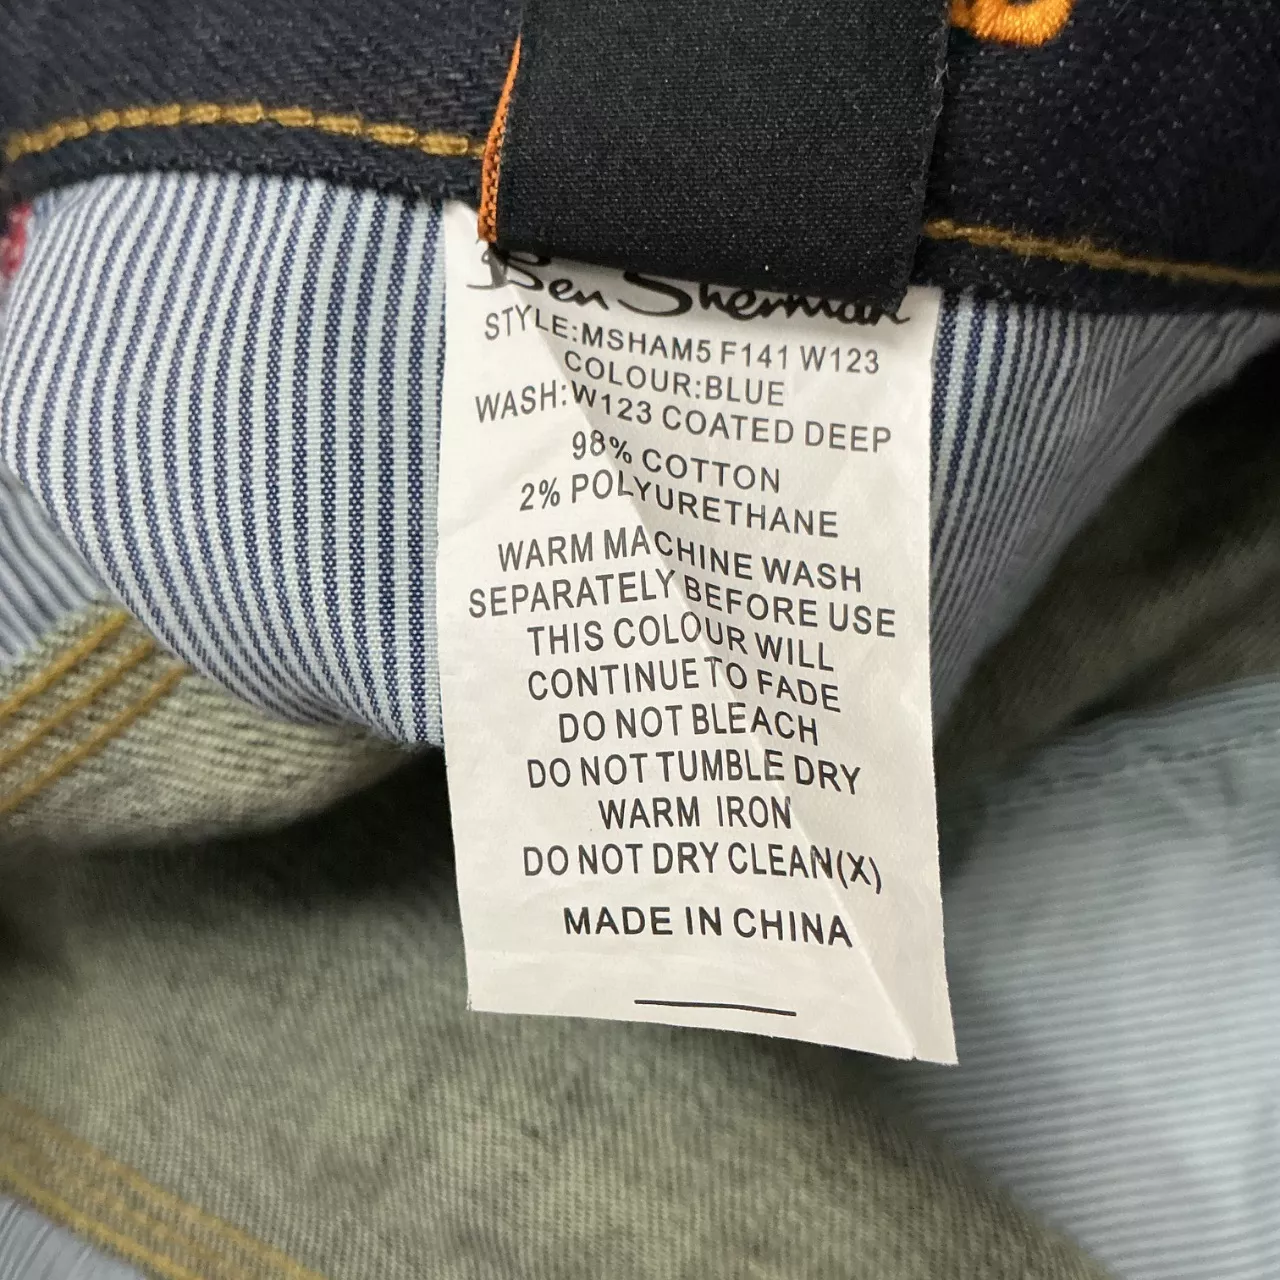 Ben Sherman
STYLE:MSHAM5 F141 W123
COLOUR:BLUE
WASH:W123 COATED DEEP
98% COTTON
2% POLYURETHANE
WARM MACHINE WASH
SEPARATELY BEFORE USE
THIS COLOUR WILL
CONTINUE TO FADE
DO NOT BLEACH
DO NOT TUMBLE DRY
WARM IRON
DO NOT DRY CLEAN(X)
MADE IN CHINA